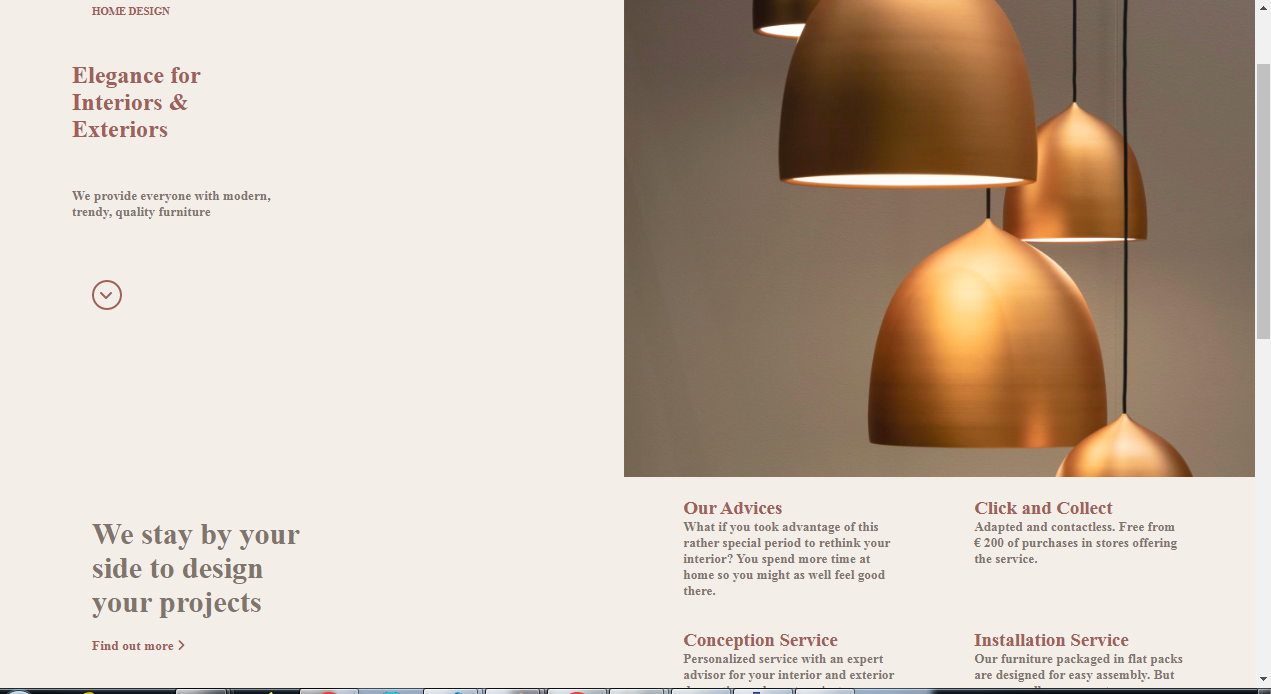 HOME DESIGN
Elegance for
Interiors &
Exteriors
We provide everyone with modern,
trendy, quality furniture
We stay by your
side to design
your projects
Find out more
Our Advices
What if you took advantage of this
rather special period to rethink your
interior? You spend more time at
home so you might as well feel good
there.
Click and Collect
Adapted and contactless. Free from
€ 200 of purchases in stores offering
the service.
Conception Service
Personalized service with an expert
advisor for your interior and exterior
Installation Service
Our furniture packaged in flat packs
are designed for easy assembly. But